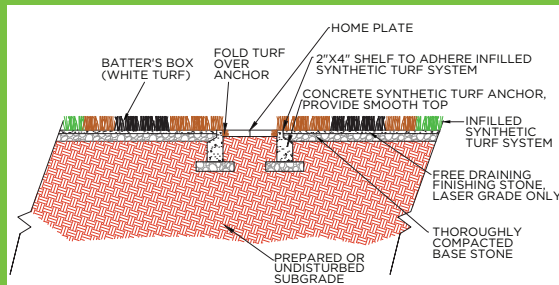 HOME PLATE
FOLD TURF
OVER
ANCHOR
2"X4" SHELF TO ADHERE INFILLED
SYNTHETIC TURF SYSTEM
BATTER'S BOX
(WHITE TURF)
CONCRETE SYNTHETIC TURF ANCHOR,
PROVIDE SMOOTH TOP
INFILLED
SYNTHETIC
TURF SYSTEM
FREE DRAINING
FINISHING STONE,
LASER GRADE ONLY
THOROUGHLY
COMPACTED
BASE STONE
PREPARED OR
UNDISTURBED
SUBGRADE